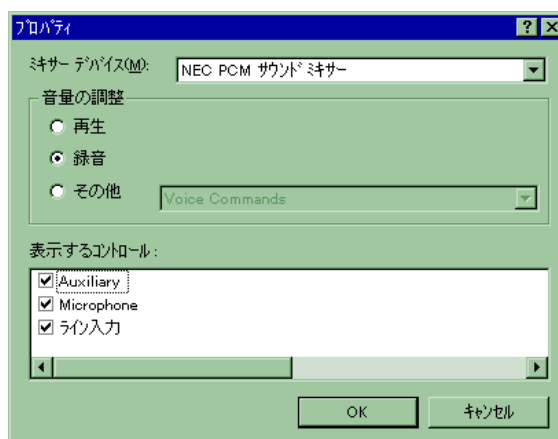 プロパティ
ミキサー デバイス(M):
NEC PCM サウンド ミキサー
音量の調整
再生
録音
その他
Voice Commands
表示するコントロール:
Auxiliary
Microphone
ライン入力
OK
キャンセル